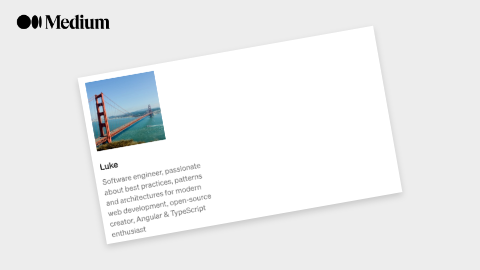 Medium
Luke
Software engineer, passionate
about best practices, patterns
and architectures for modern
web development, open-source
creator, Angular & TypeScript
enthusiast